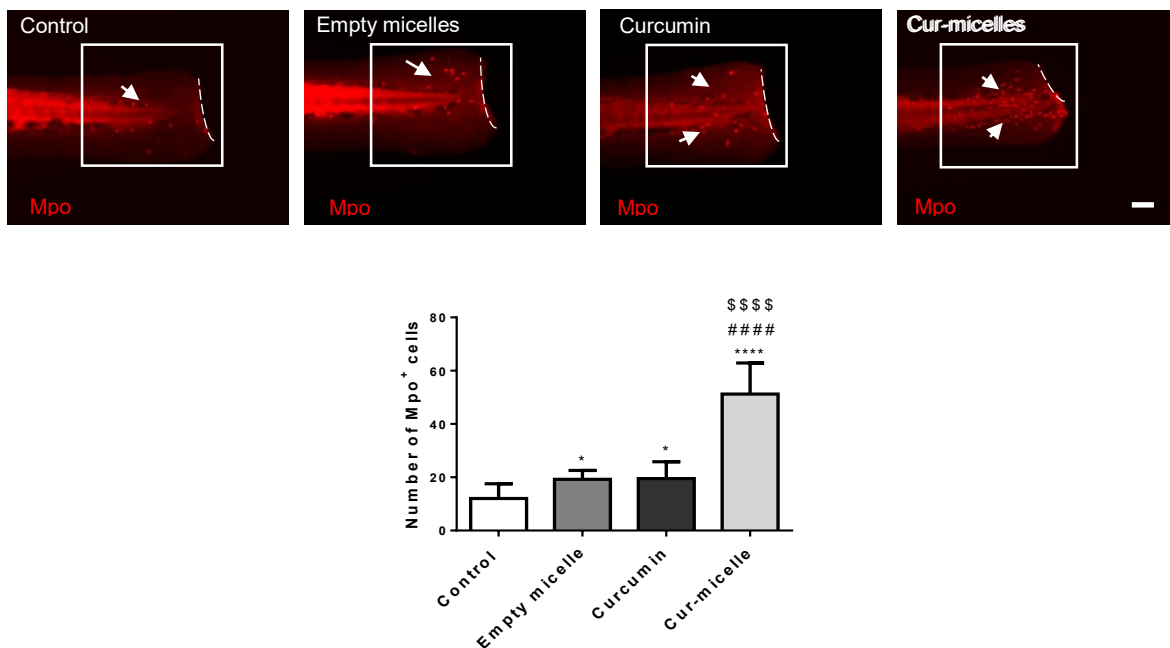 Control
Empty micelles
Curcumin
Cur-micelles
Mpo
Mpo
Mpo
Mpo
$$$$
####
****
*
*
Number of Mpo⁺ cells
80
60
40
20
0
Control
Empty micelle
Curcumin
Cur-micelle